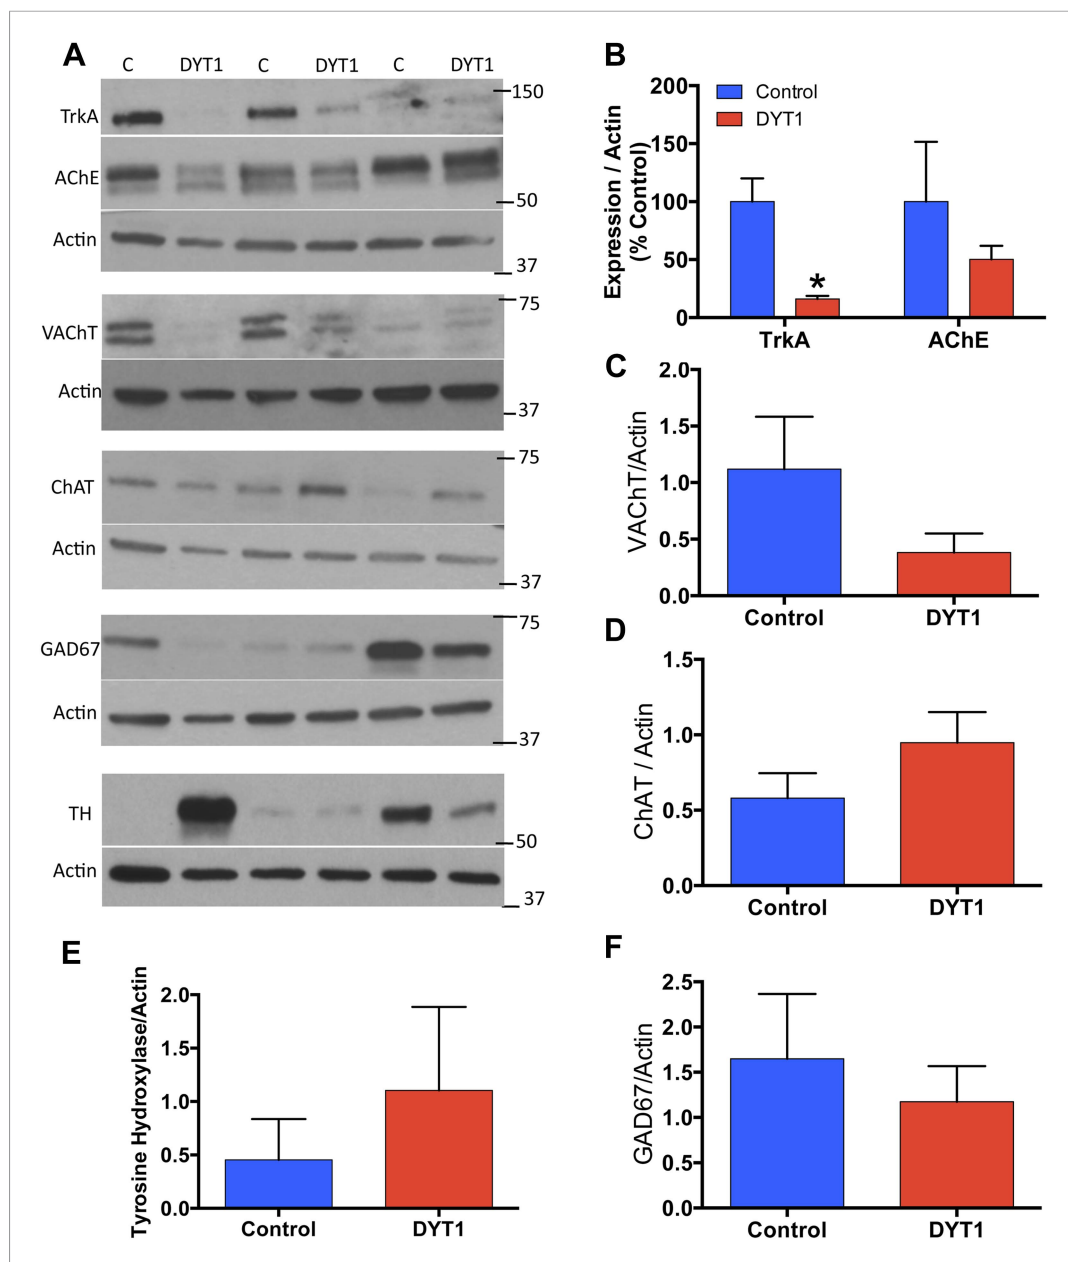 A
C DYT1 C DYT1 C DYT1
TrkA
150
AChE
50
Actin
37
75
VAChT
Actin
37
75
ChAT
Actin
37
75
GAD67
Actin
37
TH
50
Actin
37
B
Expression / Actin
(% Control)
200
150
100
50
0
Control
DYT1
*
TrkA AChE
C
VAChT/Actin
2.0
1.5
1.0
0.5
0.0
Control DYT1
D
ChAT / Actin
1.5
1.0
0.5
0.0
Control DYT1
E
Tyrosine Hydroxylase/Actin
2.0
1.5
1.0
0.5
0.0
Control DYT1
F
GAD67/Actin
2.5
2.0
1.5
1.0
0.5
0.0
Control DYT1